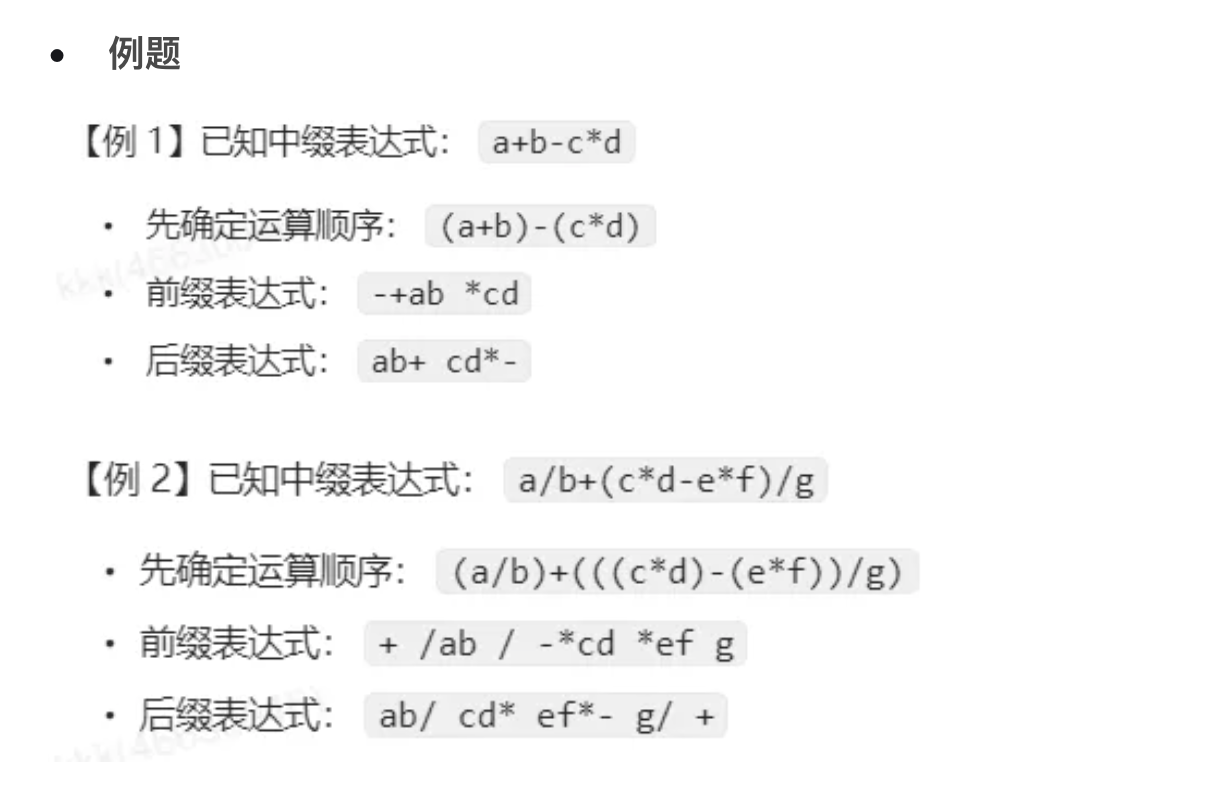 • 例题
【例 1】已知中缀表达式： a+b-c*d
• 先确定运算顺序： (a+b)-(c*d)
• 前缀表达式： -+ab *cd
• 后缀表达式： ab+ cd*-
【例 2】已知中缀表达式： a/b+(c*d-e*f)/g
• 先确定运算顺序： (a/b)+(((c*d)-(e*f))/g)
• 前缀表达式： + /ab / -*cd *ef g
• 后缀表达式： ab/ cd* ef*- g/ +